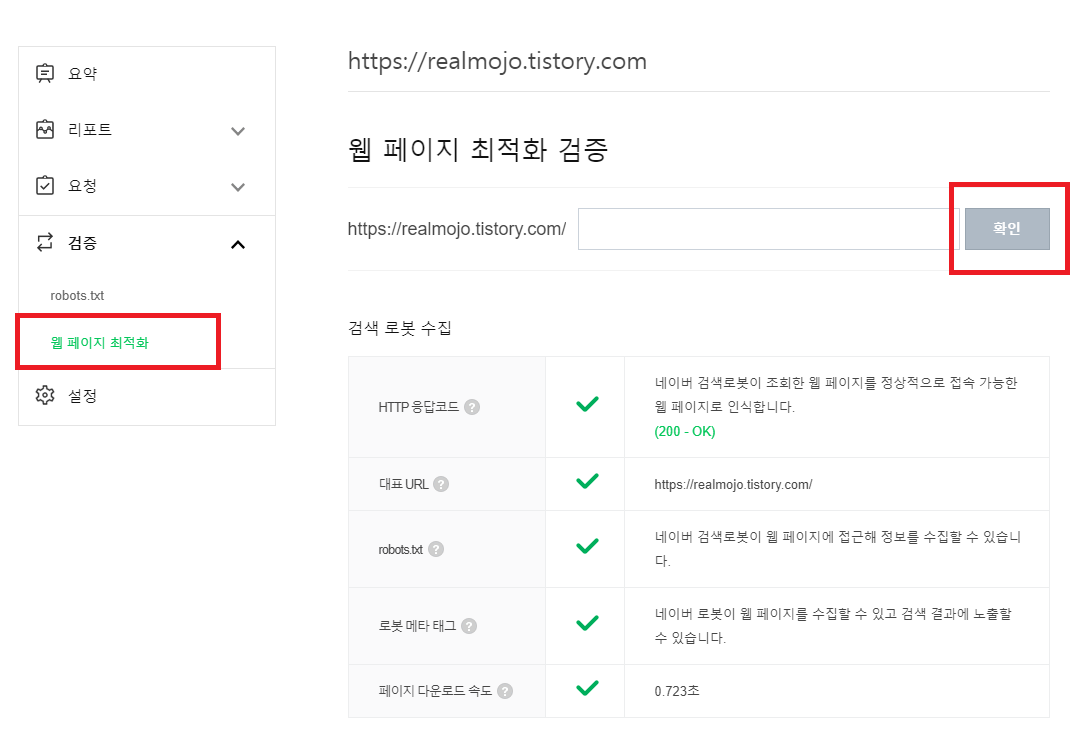 요약
리포트
요청
검증
robots.txt
웹 페이지 최적화
설정
https://realmojo.tistory.com
웹 페이지 최적화 검증
https://realmojo.tistory.com/
확인
검색 로봇 수집
HTTP 응답코드 ?
네이버 검색로봇이 조회한 웹 페이지를 정상적으로 접속 가능한
웹 페이지로 인식합니다.
(200 - OK)
대표 URL ?
https://realmojo.tistory.com/
robots.txt ?
네이버 검색로봇이 웹 페이지에 접근해 정보를 수집할 수 있습니
다.
로봇 메타 태그 ?
네이버 로봇이 웹 페이지를 수집할 수 있고 검색 결과에 노출할
수 있습니다.
페이지 다운로드 속도 ?
0.723초